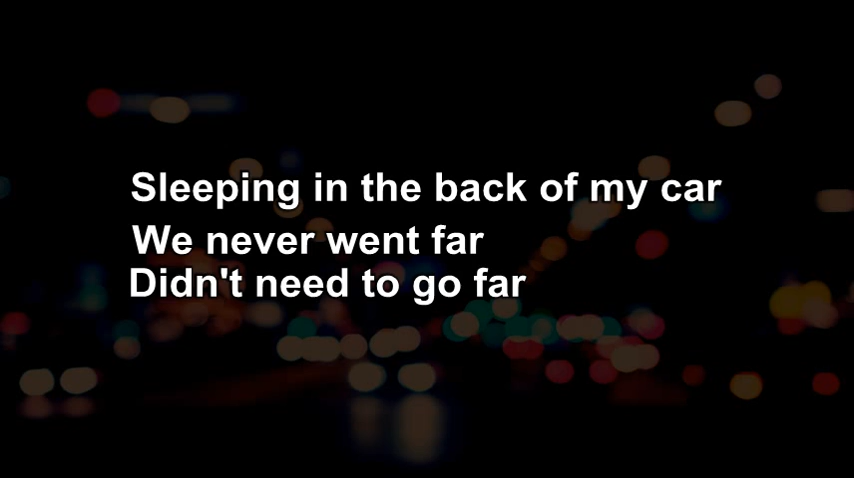 Sleeping in the back of my car
We never went far
Didn't need to go far